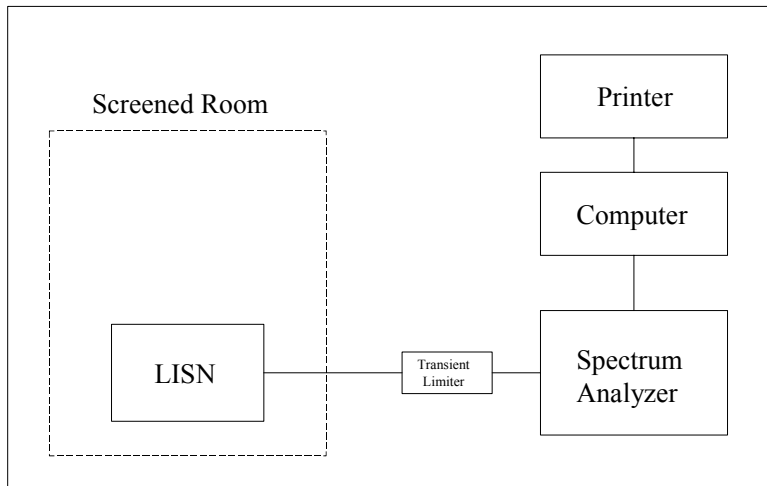 Screened Room
Printer
Computer
LISN
Transient
Limiter
Spectrum
Analyzer